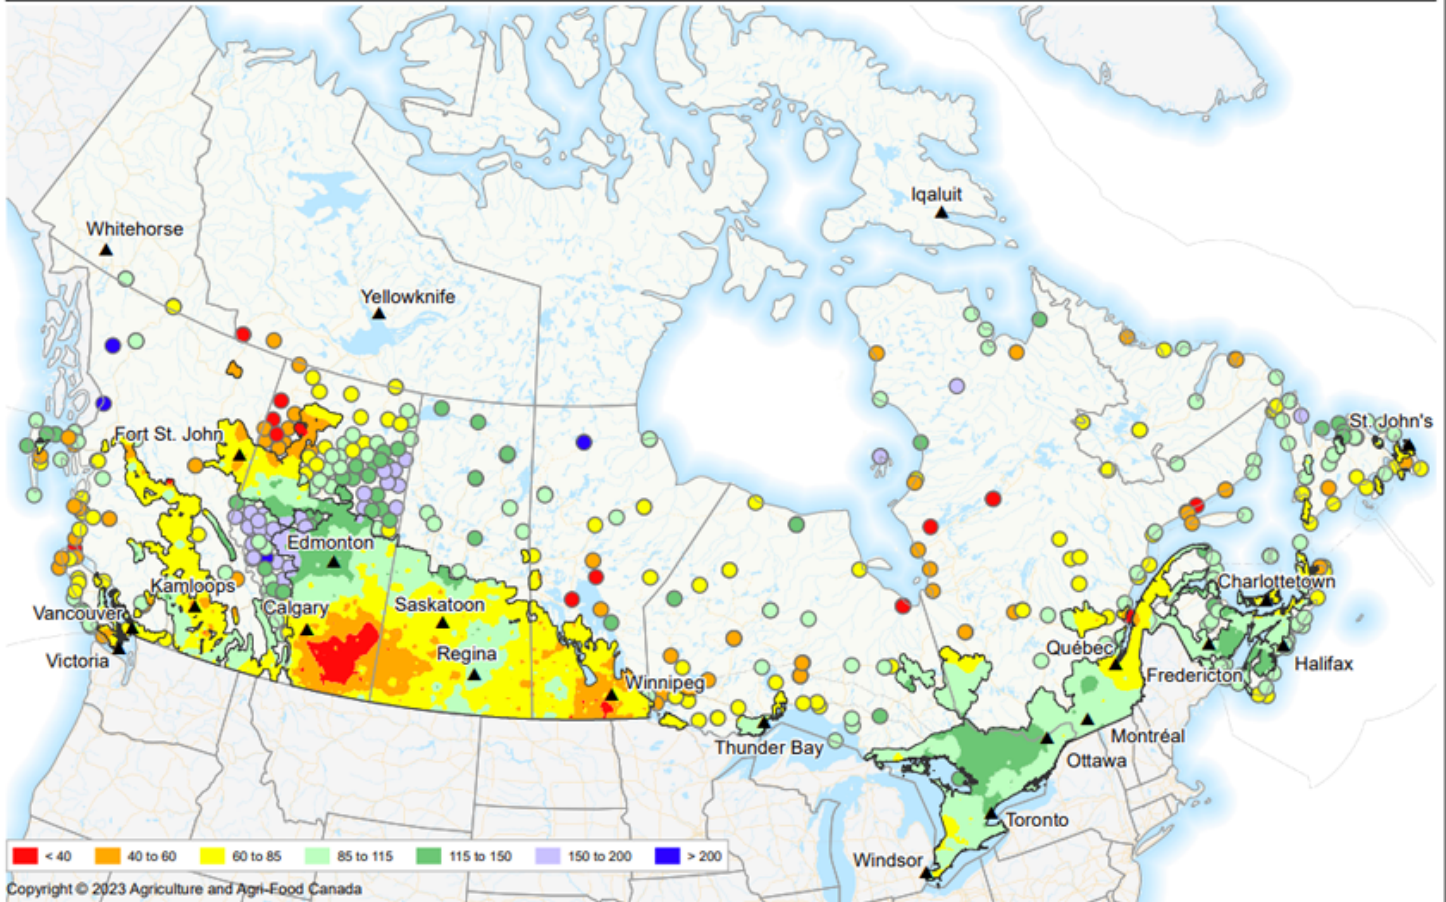 Iqaluit
Whitehorse
Yellowknife
St. John's
Fort St. John
Edmonton
Charlottetown
Kamloops
Vancouver
Calgary
Saskatoon
Québec
Regina
Victoria
Halifax
Fredericton
Winnipeg
Montréal
Thunder Bay
Ottawa
Toronto
Windsor
< 40 40 to 60 60 to 85 85 to 115 115 to 150 150 to 200 > 200
Copyright © 2023 Agriculture and Agri-Food Canada